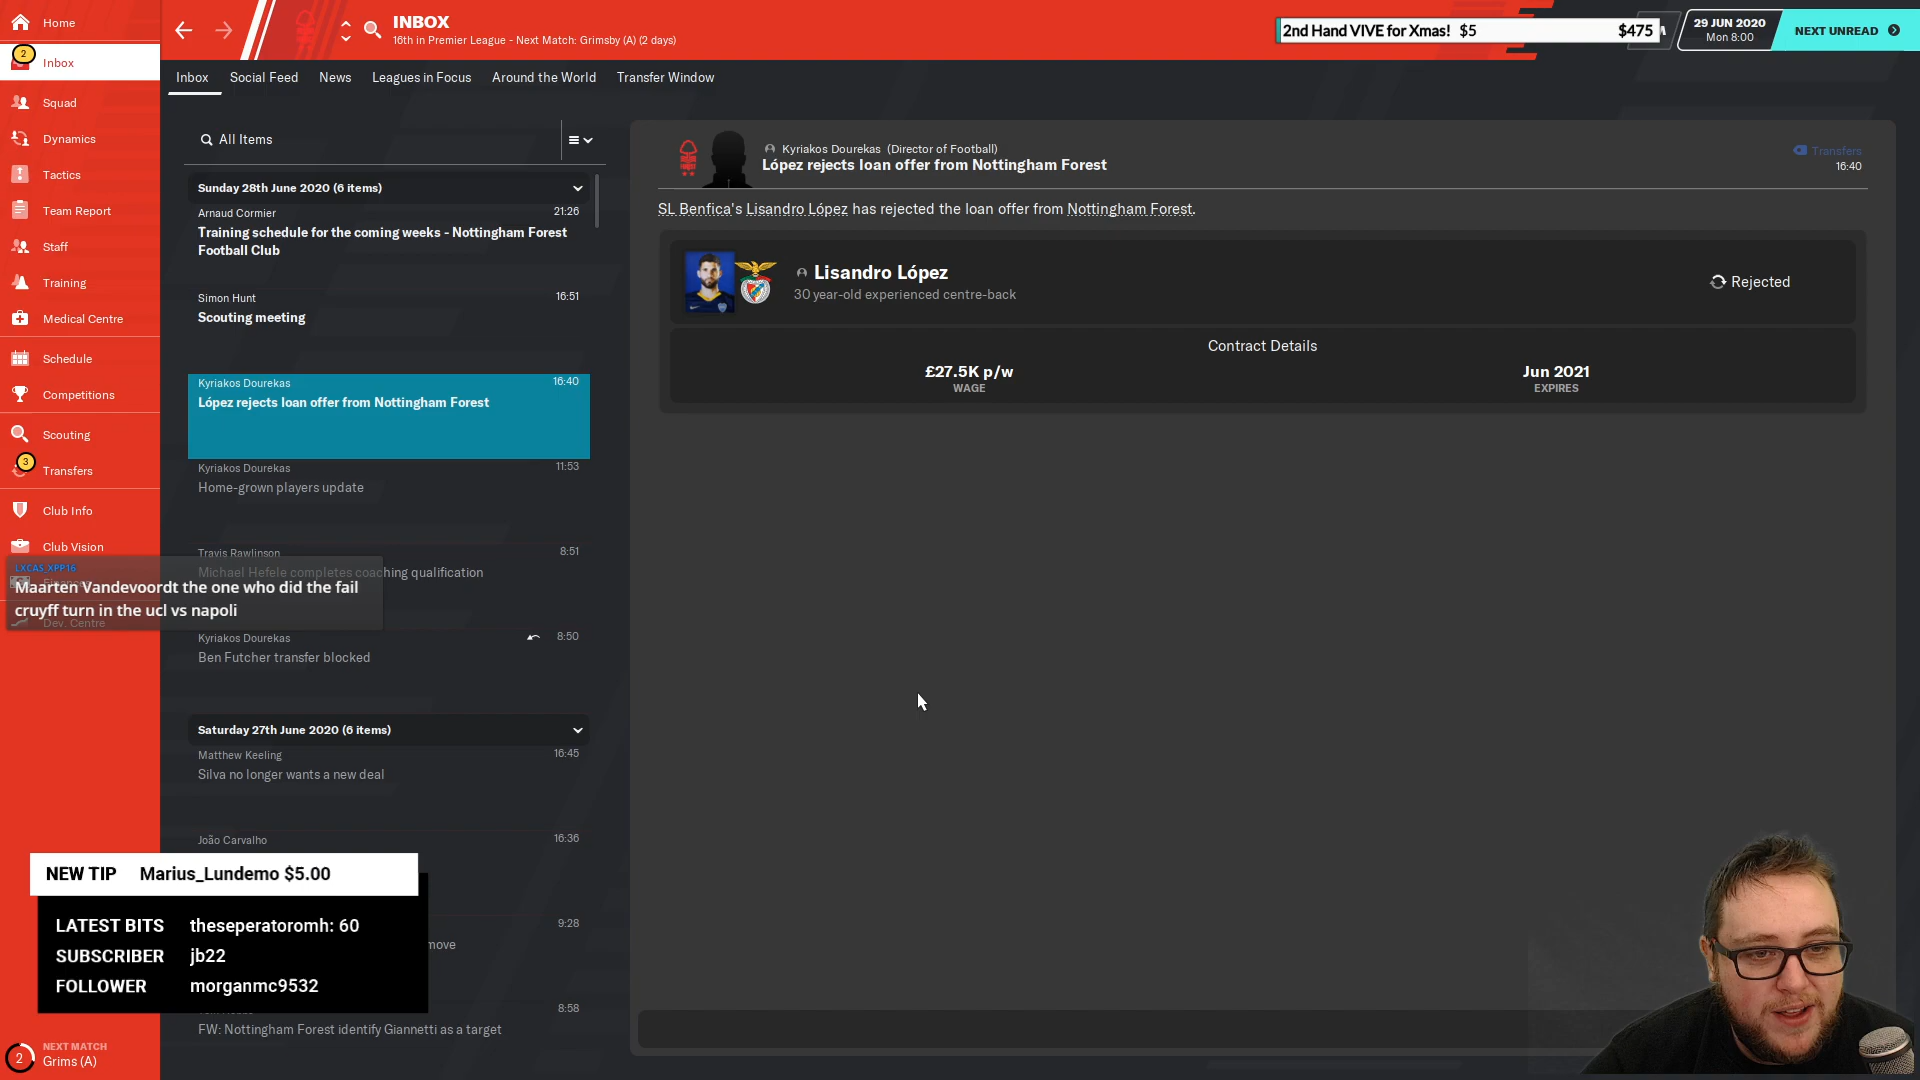 Home
2
Inbox
Squad
Dynamics
Tactics
Team Report
Staff
Training
Medical Centre
Schedule
Competitions
Scouting
3
Transfers
Club Info
Club Vision
Dev. Centre
NEXT MATCH
2
Grims (A)
INBOX
16th in Premier League - Next Match: Grimsby (A) (2 days)
2nd Hand VIVE for Xmas! $5 $475
29 JUN 2020
Mon 8:00
NEXT UNREAD
Inbox Social Feed News Leagues in Focus Around the World Transfer Window
All Items
Sunday 28th June 2020 (6 items)
Arnaud Cormier 21:26
Training schedule for the coming weeks - Nottingham Forest
Football Club
Simon Hunt 16:51
Scouting meeting
Kyriakos Dourekas 16:40
López rejects loan offer from Nottingham Forest
Kyriakos Dourekas 11:53
Home-grown players update
Travis Rawlinson 8:51
Michael Hefele completes coaching qualification
LXCAS_XPP16
Maarten Vandevoordt the one who did the fail
cruyff turn in the ucl vs napoli
Kyriakos Dourekas 8:50
Ben Futcher transfer blocked
Saturday 27th June 2020 (6 items)
Matthew Keeling 16:45
Silva no longer wants a new deal
João Carvalho 16:36
NEW TIP Marius_Lundemo $5.00
LATEST BITS theseperatoromh: 60
SUBSCRIBER jb22
FOLLOWER morganmc9532
9:28
move
8:58
FW: Nottingham Forest identify Giannetti as a target
Kyriakos Dourekas (Director of Football)
López rejects loan offer from Nottingham Forest
Transfers
16:40
SL Benfica's Lisandro López has rejected the loan offer from Nottingham Forest.
Lisandro López
30 year-old experienced centre-back
Rejected
Contract Details
£27.5K p/w
WAGE
Jun 2021
EXPIRES